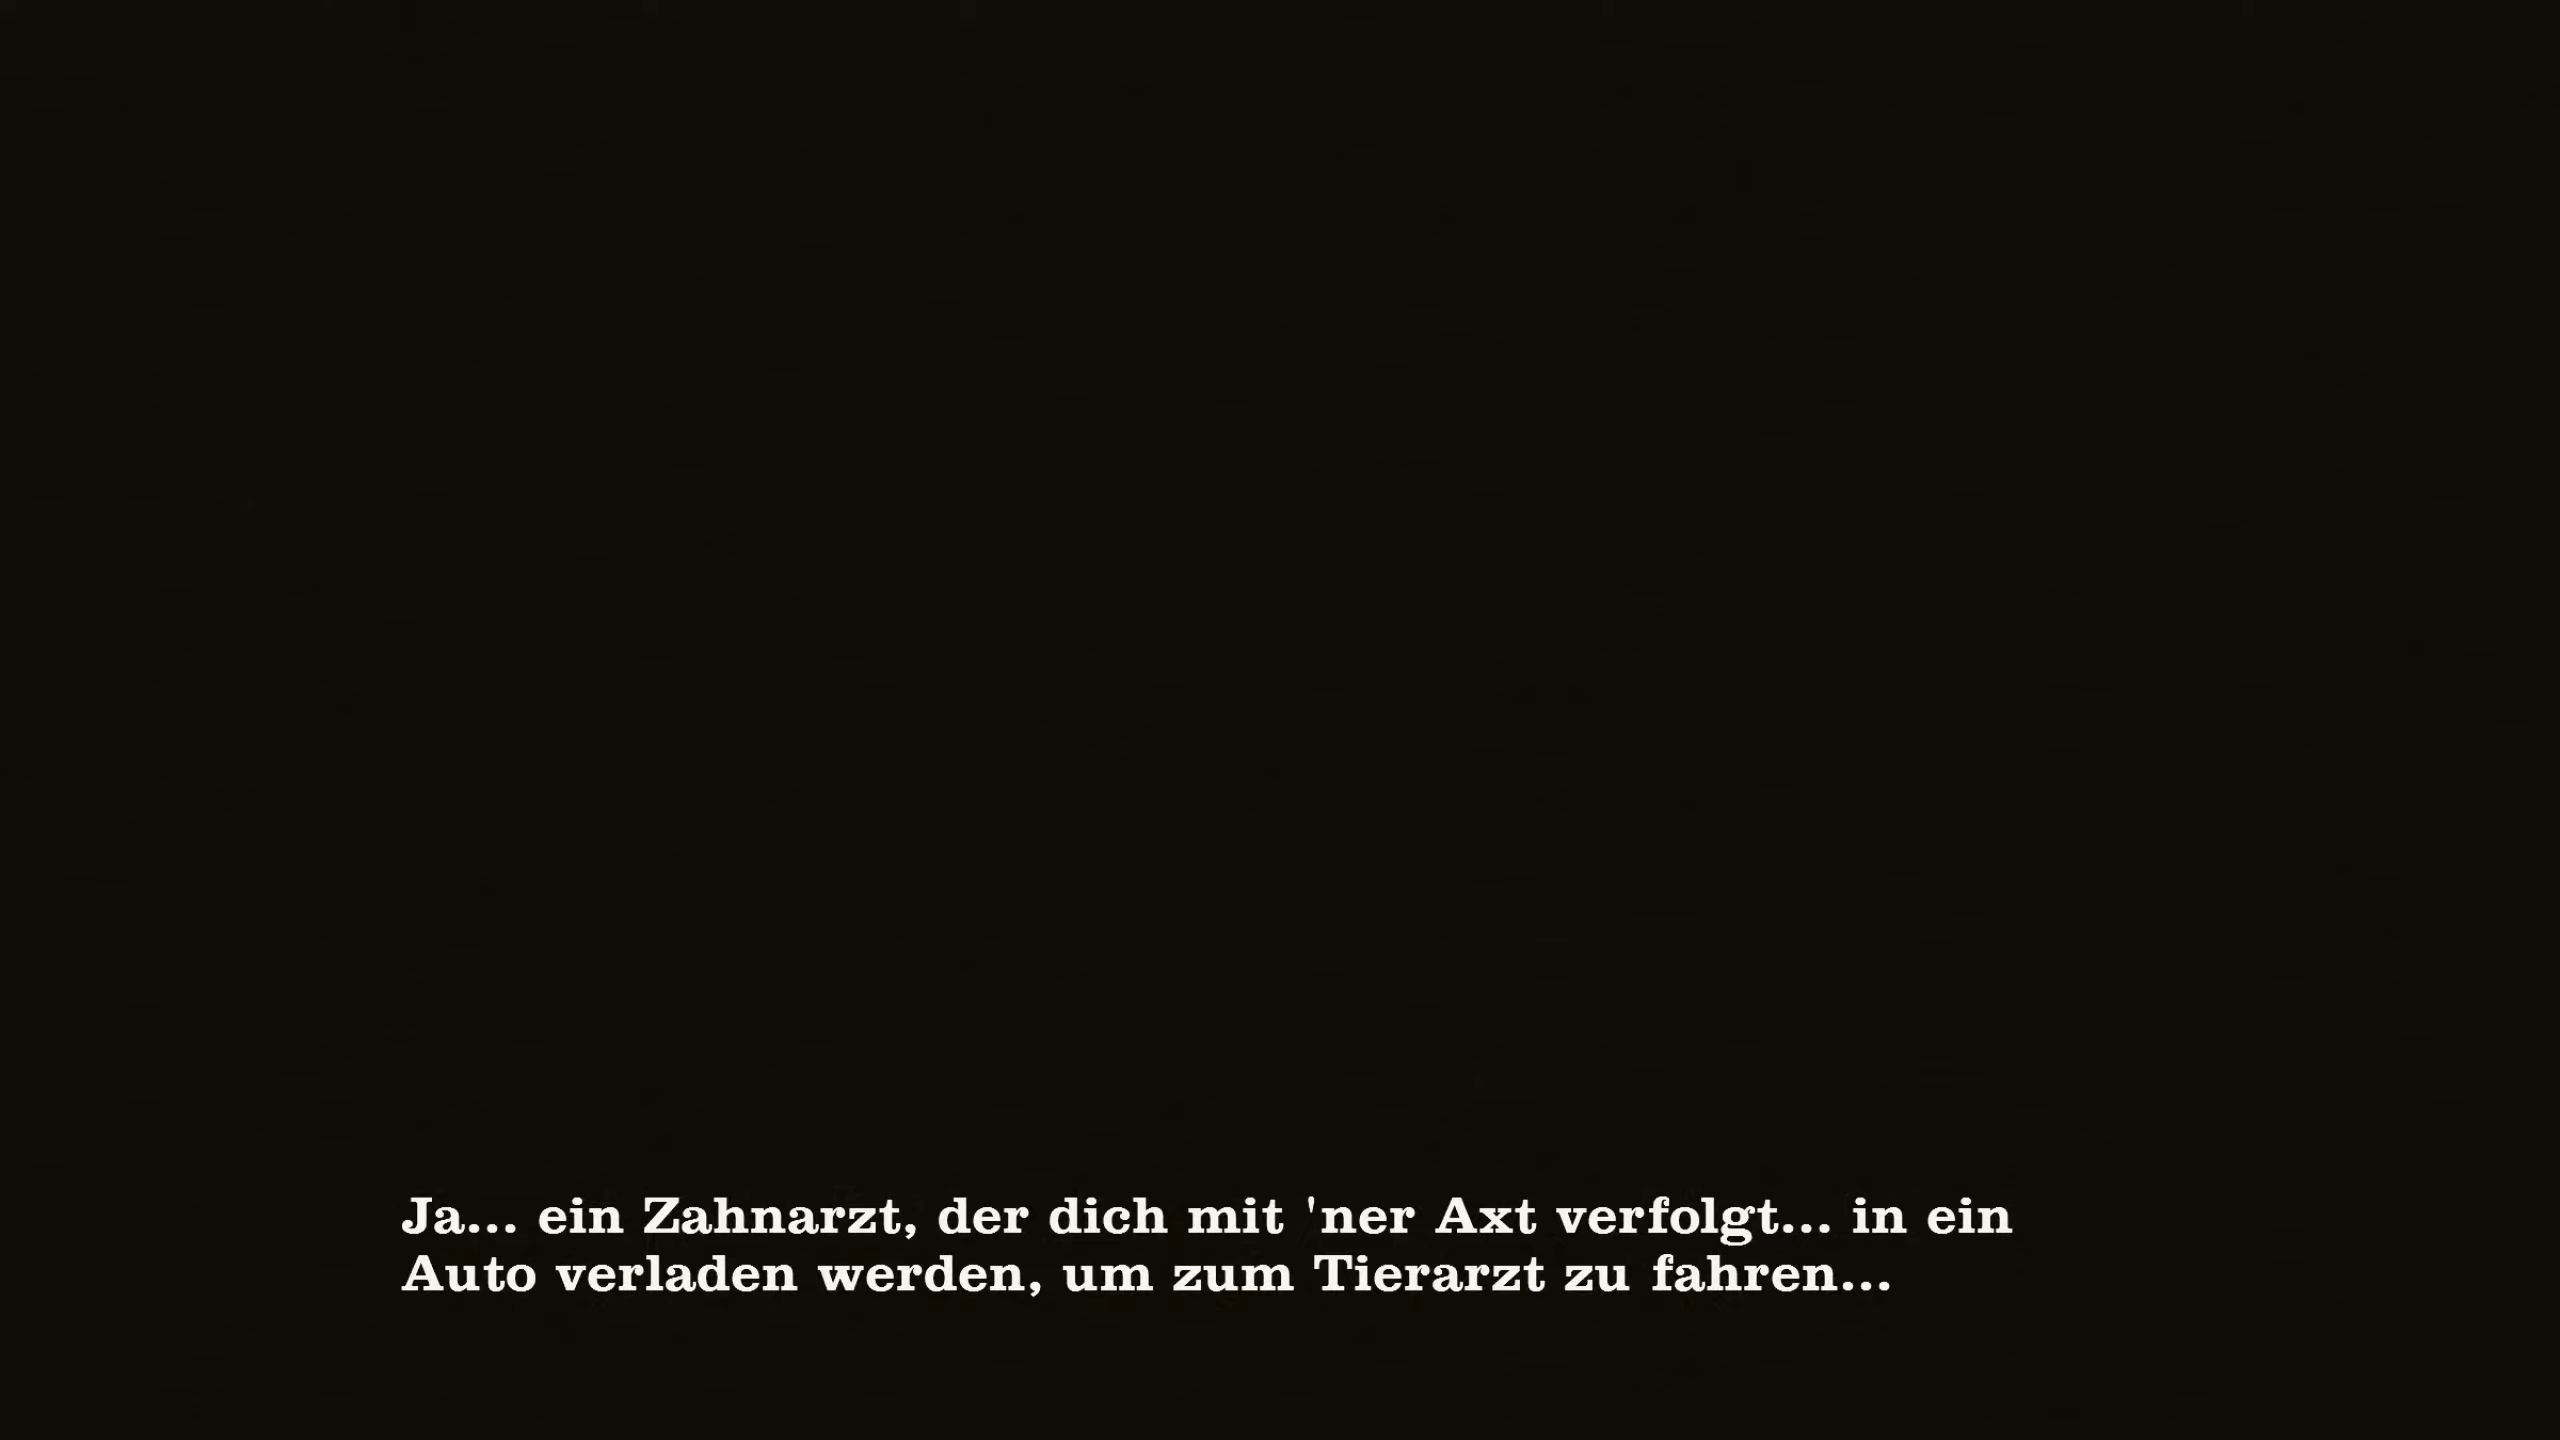 Ja... ein Zahnarzt, der dich mit 'ner Axt verfolgt... in ein
Auto verladen werden, um zum Tierarzt zu fahren...